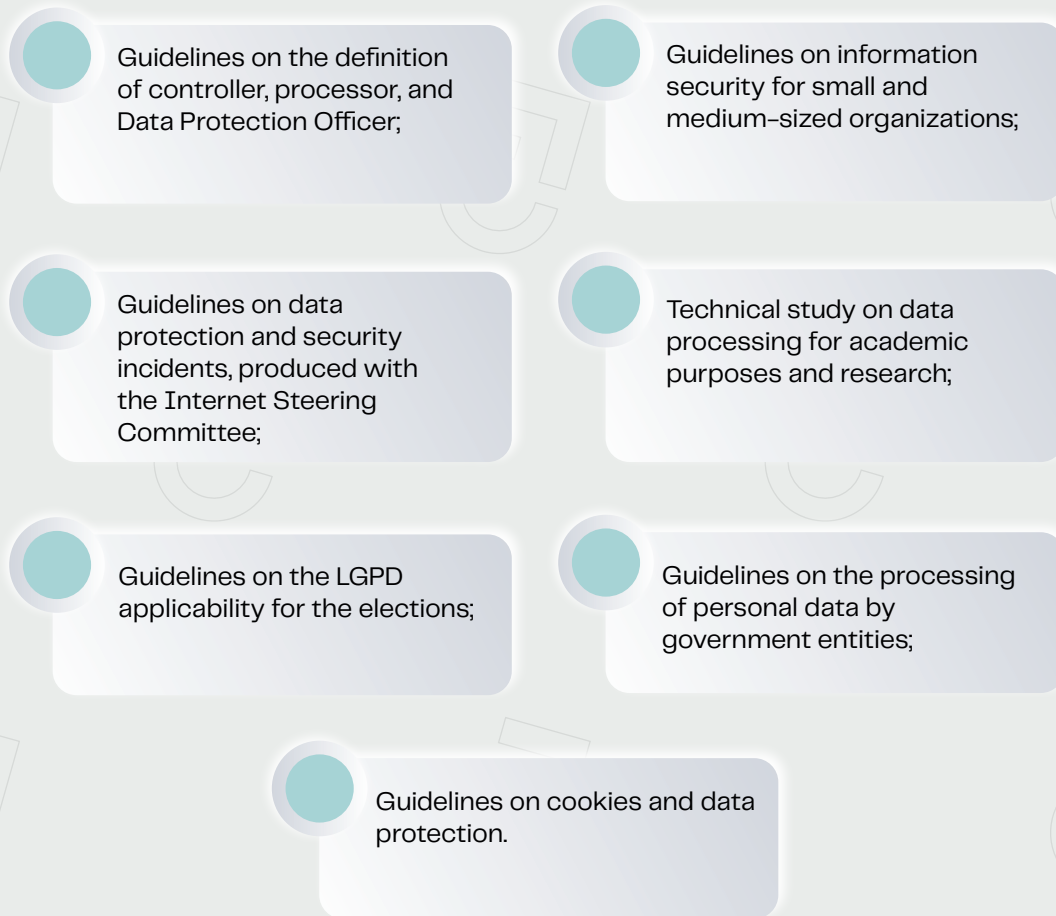 Guidelines on the definition
of controller, processor, and
Data Protection Officer;
Guidelines on information
security for small and
medium-sized organizations;
Guidelines on data
protection and security
incidents, produced with
the Internet Steering
Committee;
Technical study on data
processing for academic
purposes and research;
Guidelines on the LGPD
applicability for the elections;
Guidelines on the processing
of personal data by
government entities;
Guidelines on cookies and data
protection.